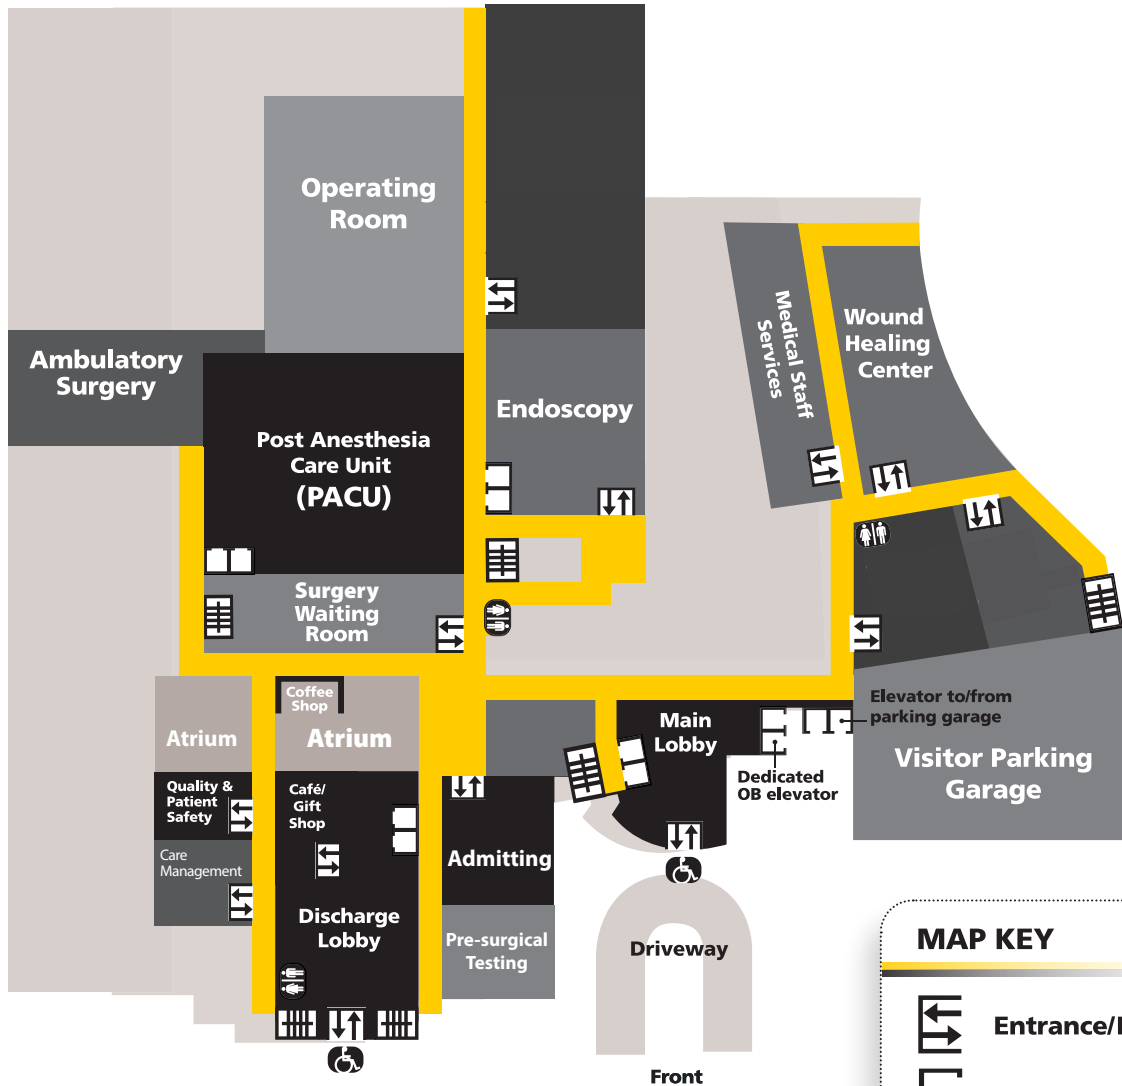 Operating
Room
Ambulatory
Surgery
Post Anesthesia
Care Unit
(PACU)
Endoscopy
Medical Staff
Services
Wound
Healing
Center
Surgery
Waiting
Room
Coffee
Shop
Atrium
Atrium
Quality &
Patient
Safety
Café/
Gift
Shop
Care
Management
Discharge
Lobby
Admitting
Pre-surgical
Testing
Main
Lobby
Elevator to/from
parking garage
Dedicated
OB elevator
Visitor Parking
Garage
Driveway
Front
MAP KEY
Entrance/